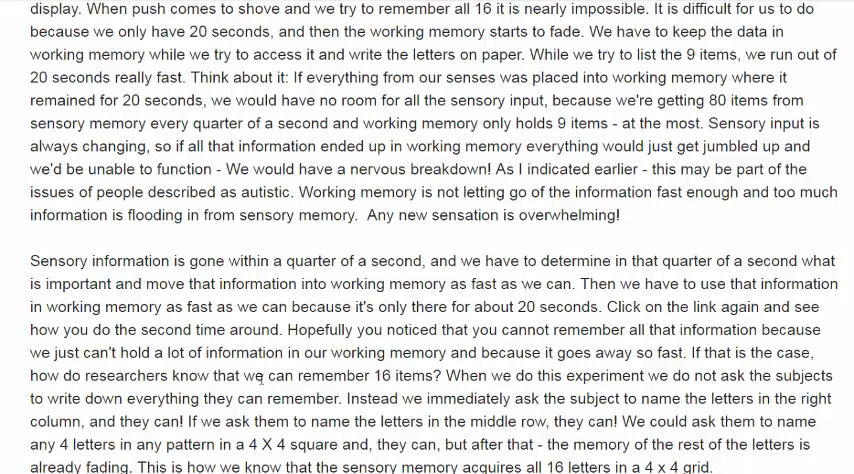 display. When push comes to shove and we try to remember all 16 it is nearly impossible. It is difficult for us to do
because we only have 20 seconds, and then the working memory starts to fade. We have to keep the data in
working memory while we try to access it and write the letters on paper. While we try to list the 9 items, we run out of
20 seconds really fast. Think about it: If everything from our senses was placed into working memory where it
remained for 20 seconds, we would have no room for all the sensory input, because we're getting 80 items from
sensory memory every quarter of a second and working memory only holds 9 items - at the most. Sensory input is
always changing, so if all that information ended up in working memory everything would just get jumbled up and
we'd be unable to function - We would have a nervous breakdown! As I indicated earlier - this may be part of the
issues of people described as autistic. Working memory is not letting go of the information fast enough and too much
information is flooding in from sensory memory. Any new sensation is overwhelming!
Sensory information is gone within a quarter of a second, and we have to determine in that quarter of a second what
is important and move that information into working memory as fast as we can. Then we have to use that information
in working memory as fast as we can because it's only there for about 20 seconds. Click on the link again and see
how you do the second time around. Hopefully you noticed that you cannot remember all that information because
we just can't hold a lot of information in our working memory and because it goes away so fast. If that is the case,
how do researchers know that we can remember 16 items? When we do this experiment we do not ask the subjects
to write down everything they can remember. Instead we immediately ask the subject to name the letters in the right
column, and they can! If we ask them to name the letters in the middle row, they can! We could ask them to name
any 4 letters in any pattern in a 4 X 4 square and, they can, but after that - the memory of the rest of the letters is
already fading. This is how we know that the sensory memory acquires all 16 letters in a 4 x 4 grid.